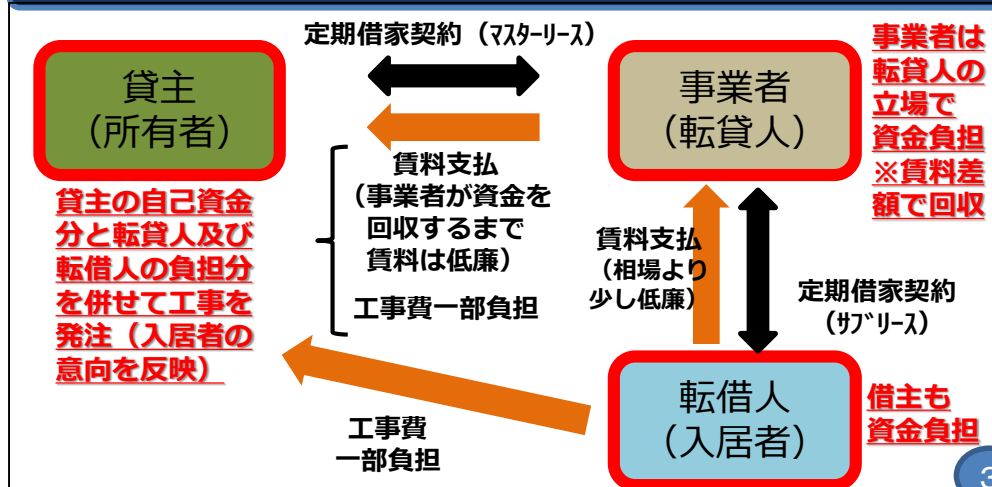 定期借家契約（ﾏｽﾀｰﾘｰｽ）
貸主
（所有者）
事業者
（転貸人）
事業者は
転貸人の
立場で
資金負担
※賃料差
額で回収
貸主の自己資金
分と転貸人及び
転借人の負担分
を併せて工事を
発注（入居者の
意向を反映）
賃料支払
（事業者が資金を
回収するまで
賃料は低廉）
工事費一部負担
賃料支払
（相場より
少し低廉）
定期借家契約
（ｻﾌﾞﾘｰｽ）
転借人
（入居者）
借主も
資金負担
工事費
一部負担
3